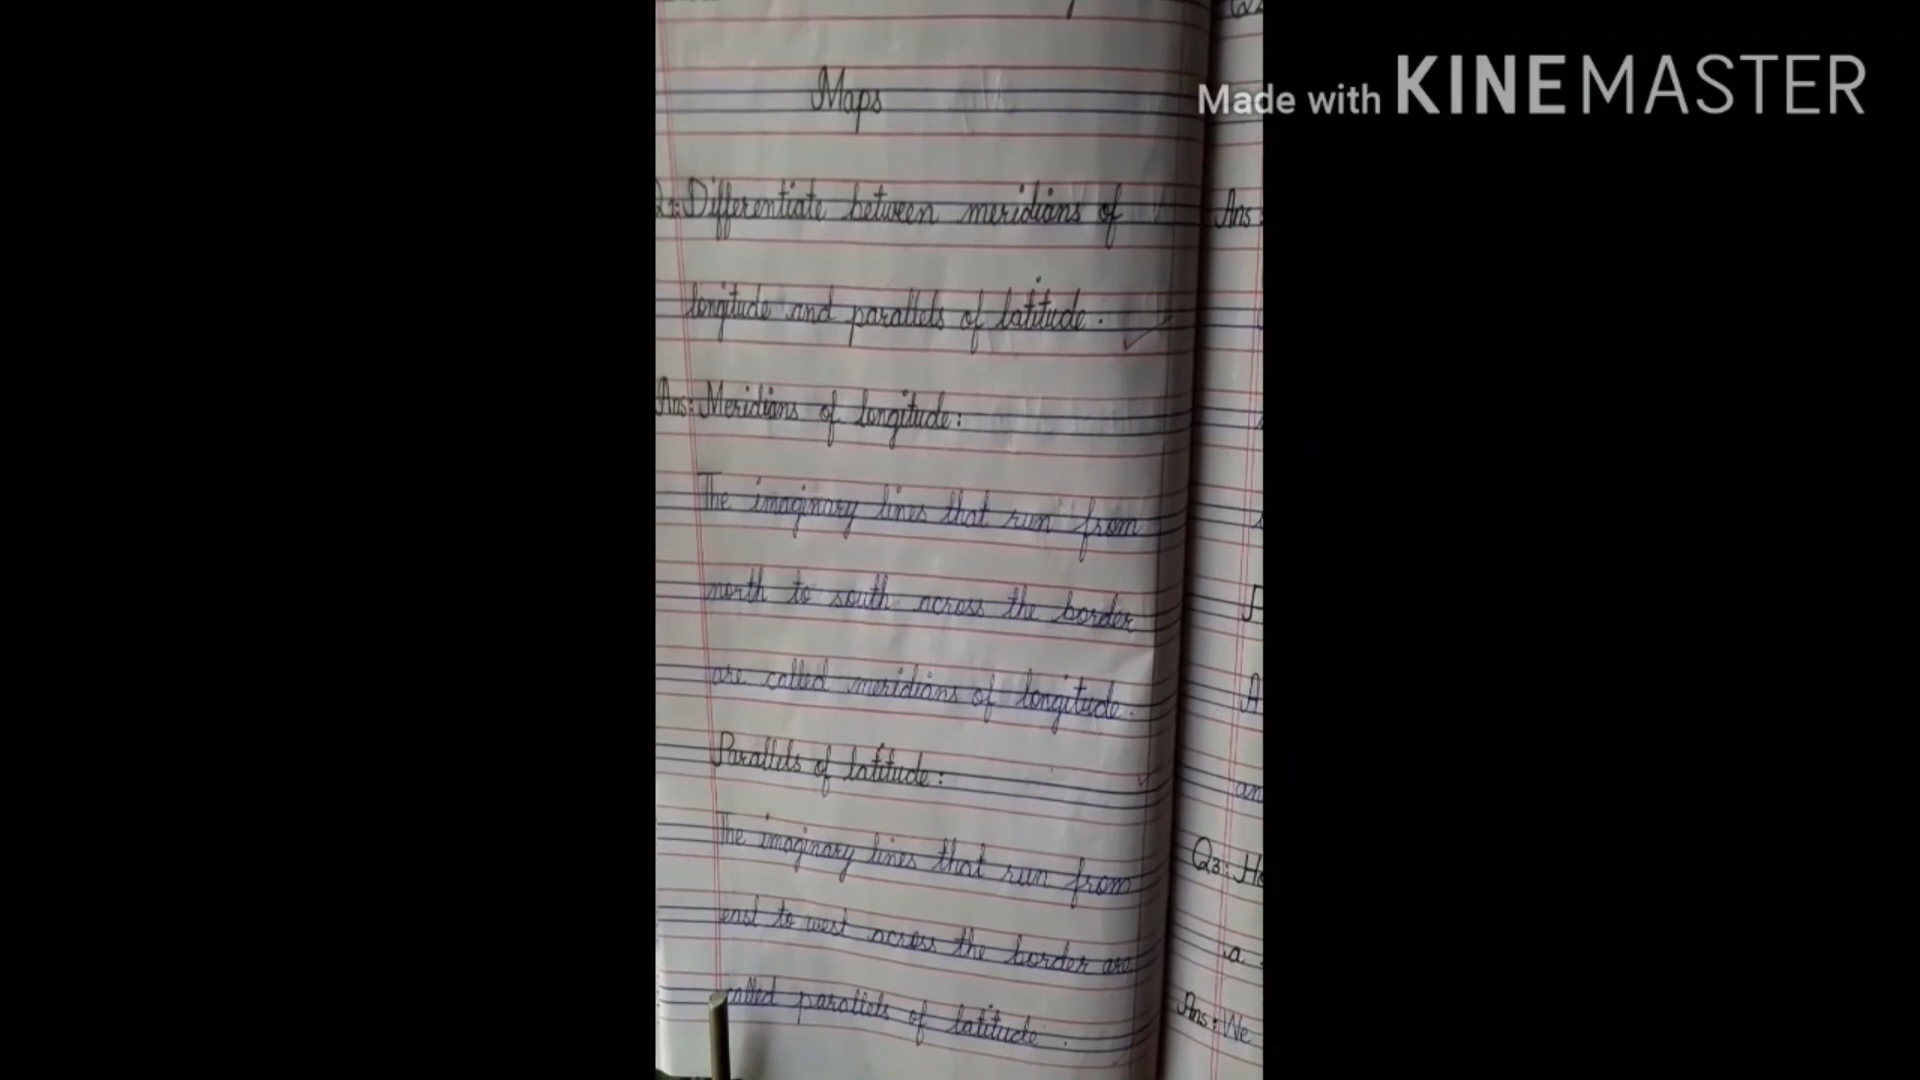 Made with KINEMASTER
Maps
Q1: Differentiate between meridians of
longitude and parallels of latitude.
Ans: Meridians of longitude:
The imaginary lines that run from
north to south across the border
are called meridians of longitude.
Parallels of latitude:
The imaginary lines that run from
east to west across the border are
called parallels of latitude.
Ans:
Q3:
a
Ans: We